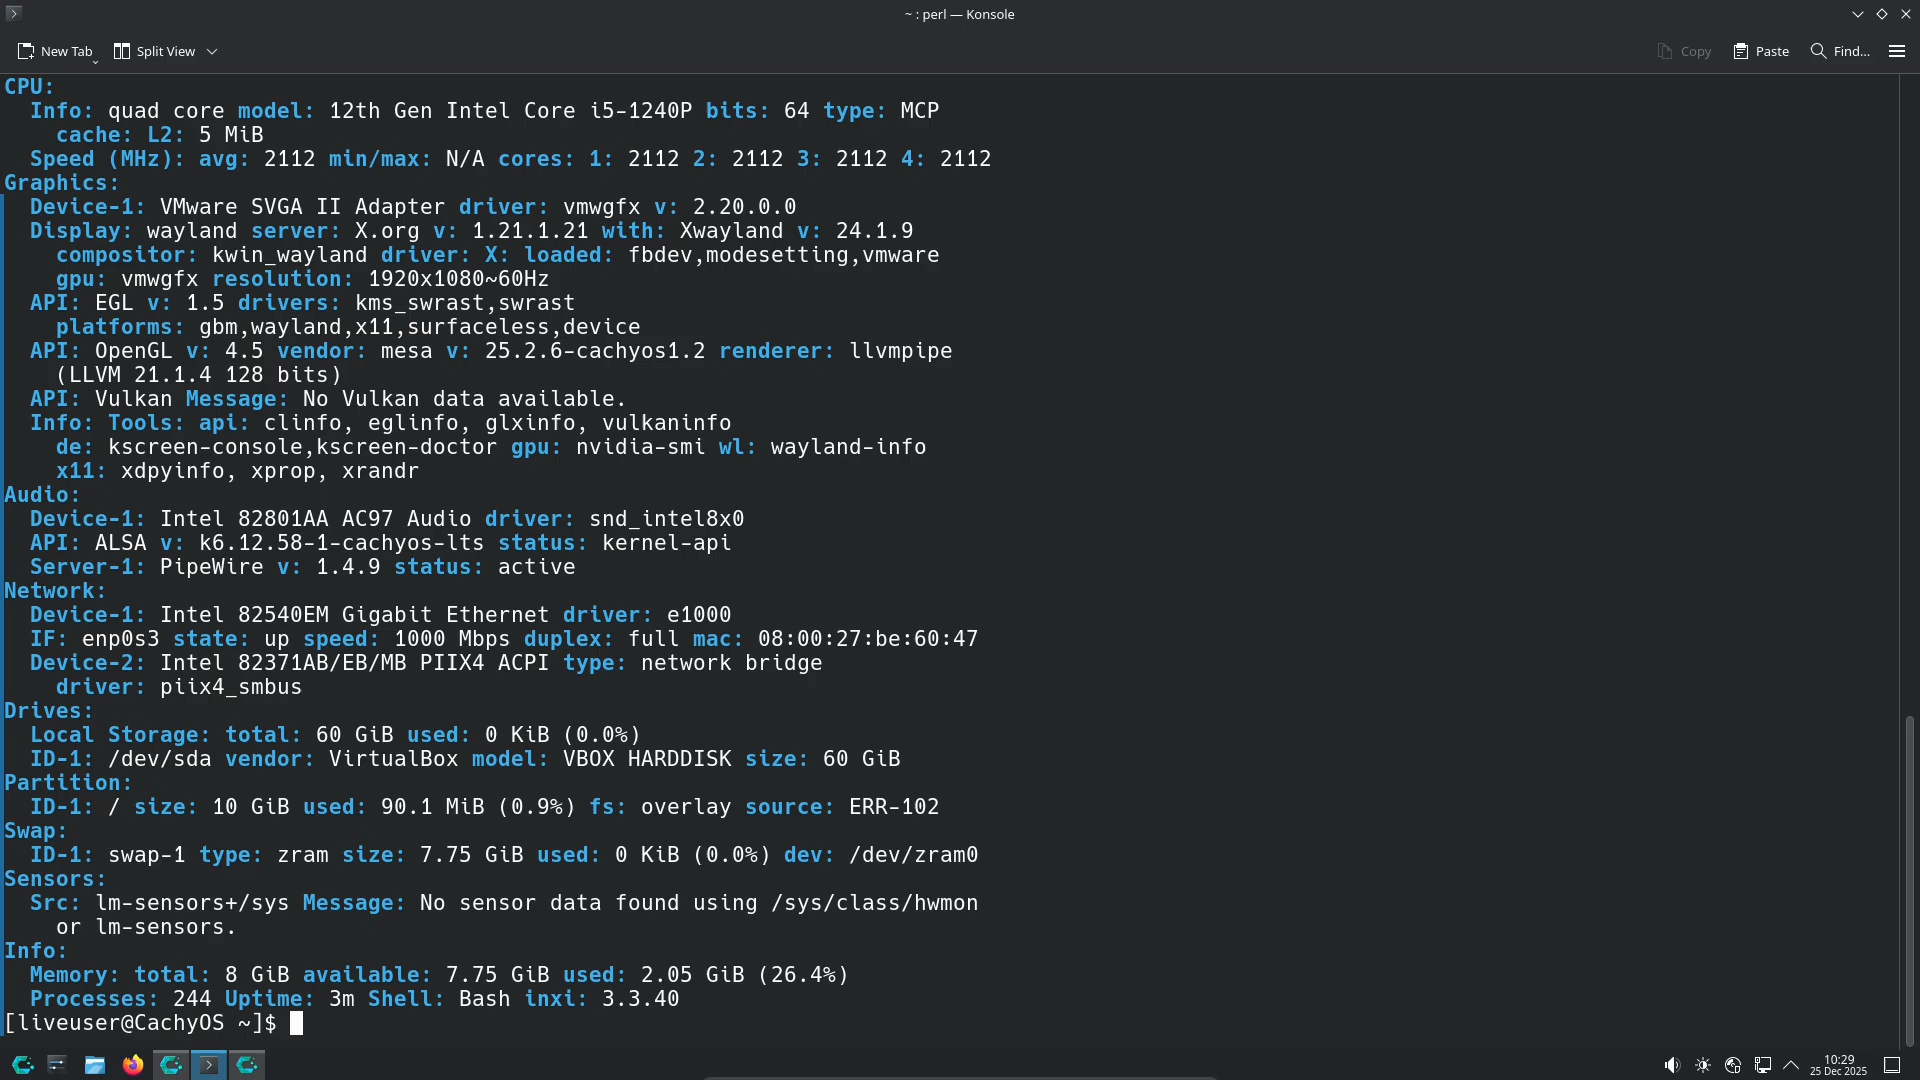 ~ : perl — Konsole
New Tab
Split View
Copy
Paste
Find...
CPU:
Info: quad core model: 12th Gen Intel Core i5-1240P bits: 64 type: MCP
cache: L2: 5 MiB
Speed (MHz): avg: 2112 min/max: N/A cores: 1: 2112 2: 2112 3: 2112 4: 2112
Graphics:
Device-1: VMware SVGA II Adapter driver: vmwgfx v: 2.20.0.0
Display: wayland server: X.org v: 1.21.1.21 with: Xwayland v: 24.1.9
compositor: kwin_wayland driver: X: loaded: fbdev,modesetting,vmware
gpu: vmwgfx resolution: 1920x1080~60Hz
API: EGL v: 1.5 drivers: kms_swrast,swrast
platforms: gbm,wayland,x11,surfaceless,device
API: OpenGL v: 4.5 vendor: mesa v: 25.2.6-cachyos1.2 renderer: llvmpipe
(LLVM 21.1.4 128 bits)
API: Vulkan Message: No Vulkan data available.
Info: Tools: api: clinfo, eglinfo, glxinfo, vulkaninfo
de: kscreen-console,kscreen-doctor gpu: nvidia-smi wl: wayland-info
x11: xdpyinfo, xprop, xrandr
Audio:
Device-1: Intel 82801AA AC97 Audio driver: snd_intel8x0
API: ALSA v: k6.12.58-1-cachyos-lts status: kernel-api
Server-1: PipeWire v: 1.4.9 status: active
Network:
Device-1: Intel 82540EM Gigabit Ethernet driver: e1000
IF: enp0s3 state: up speed: 1000 Mbps duplex: full mac: 08:00:27:be:60:47
Device-2: Intel 82371AB/EB/MB PIIX4 ACPI type: network bridge
driver: piix4_smbus
Drives:
Local Storage: total: 60 GiB used: 0 KiB (0.0%)
ID-1: /dev/sda vendor: VirtualBox model: VBOX HARDDISK size: 60 GiB
Partition:
ID-1: / size: 10 GiB used: 90.1 MiB (0.9%) fs: overlay source: ERR-102
Swap:
ID-1: swap-1 type: zram size: 7.75 GiB used: 0 KiB (0.0%) dev: /dev/zram0
Sensors:
Src: lm-sensors+/sys Message: No sensor data found using /sys/class/hwmon
or lm-sensors.
Info:
Memory: total: 8 GiB available: 7.75 GiB used: 2.05 GiB (26.4%)
Processes: 244 Uptime: 3m Shell: Bash inxi: 3.3.40
[liveuser@CachyOS ~]$
10:29
25 Dec 2025